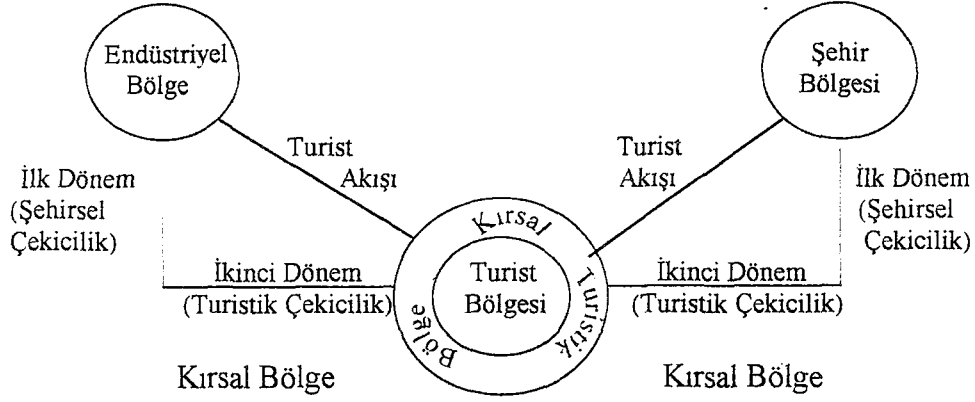 Endüstriyel
Bölge
Şehir
Bölgesi
Turist
Akışı
Turist
Akışı
İlk Dönem
(Şehirsel
Çekicilik)
İlk Dönem
(Şehirsel
Çekicilik)
Kırsal Turistik Bölge
Turist
Bölgesi
İkinci Dönem
(Turistik Çekicilik)
İkinci Dönem
(Turistik Çekicilik)
Kırsal Bölge
Kırsal Bölge